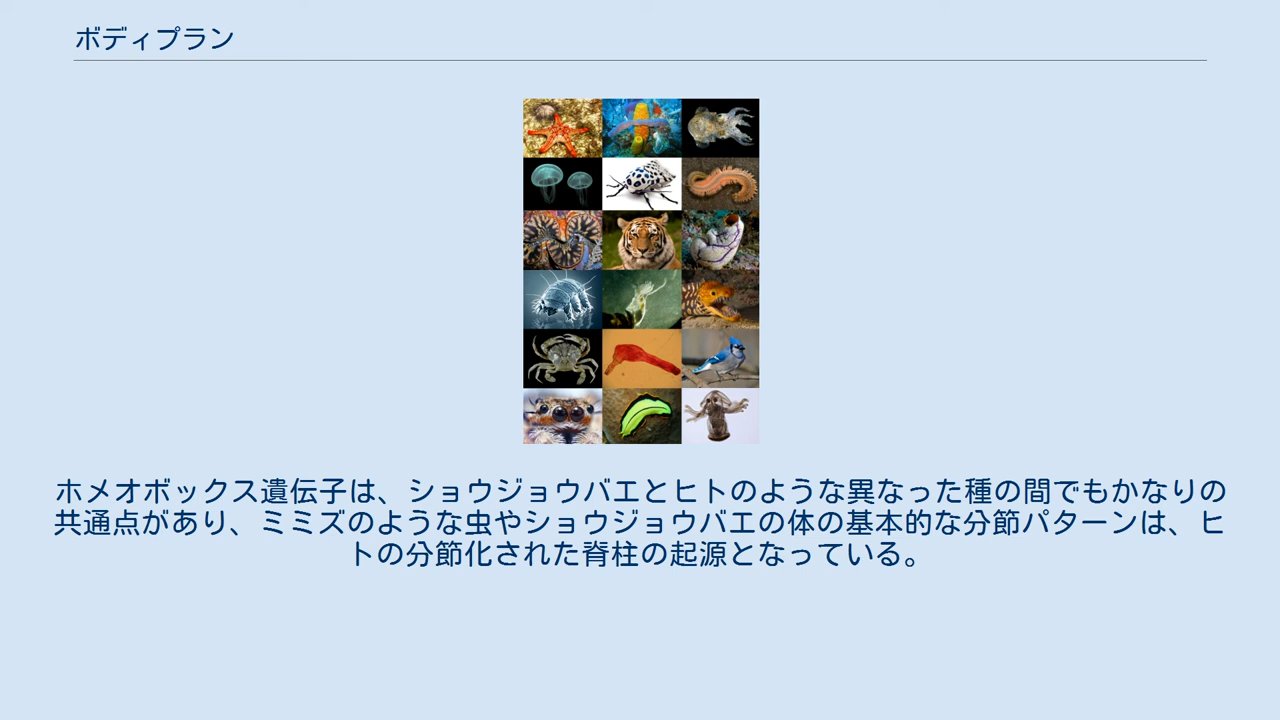 ボディプラン
ホメオボックス遺伝子は、ショウジョウバエとヒトのような異なった種の間でもかなりの
共通点があり、ミミズのような虫やショウジョウバエの体の基本的な分節パターンは、ヒ
トの分節化された脊柱の起源となっている。